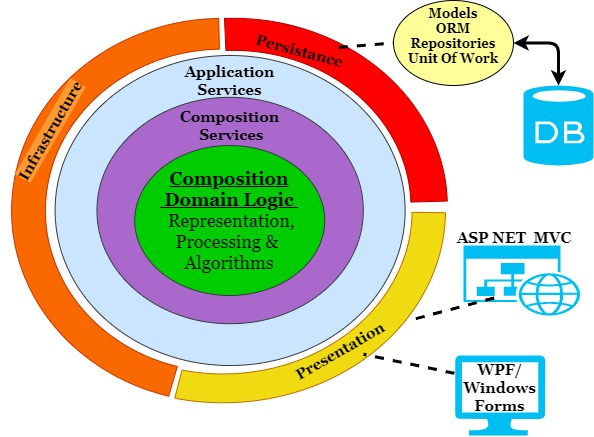 Models
ORM
Repositories
Unit Of Work
Persistance
DB
Infrastructure
Application
Services
Composition
Services
Composition
Domain Logic
Representation,
Processing &
Algorithms
ASP NET MVC
Presentation
WPF/
Windows
Forms